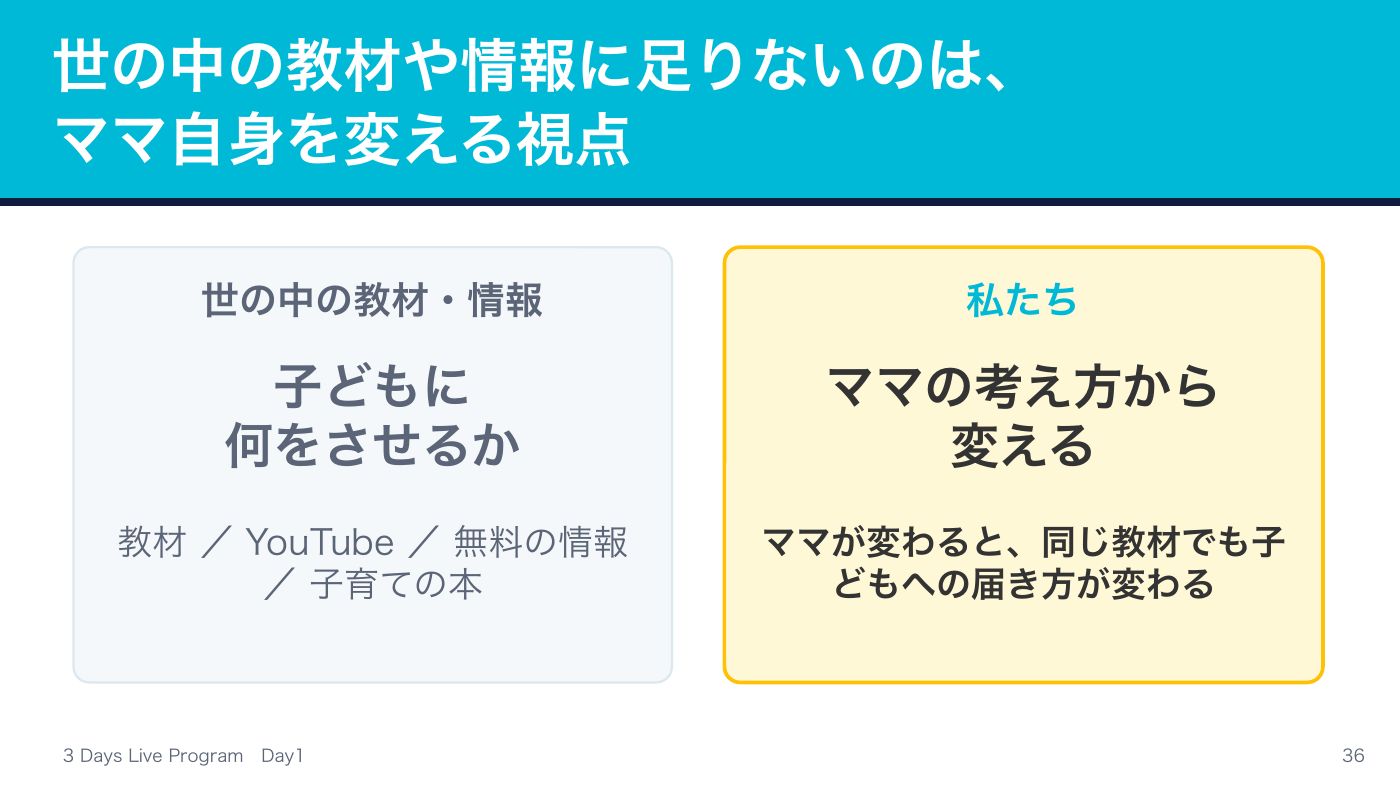 世の中の教材や情報に足りないのは、
ママ自身を変える視点
世の中の教材・情報
子どもに
何をさせるか
教材 ／ YouTube ／ 無料の情報
／ 子育ての本
私たち
ママの考え方から
変える
ママが変わると、同じ教材でも子
どもへの届き方が変わる
3 Days Live Program　Day1
36